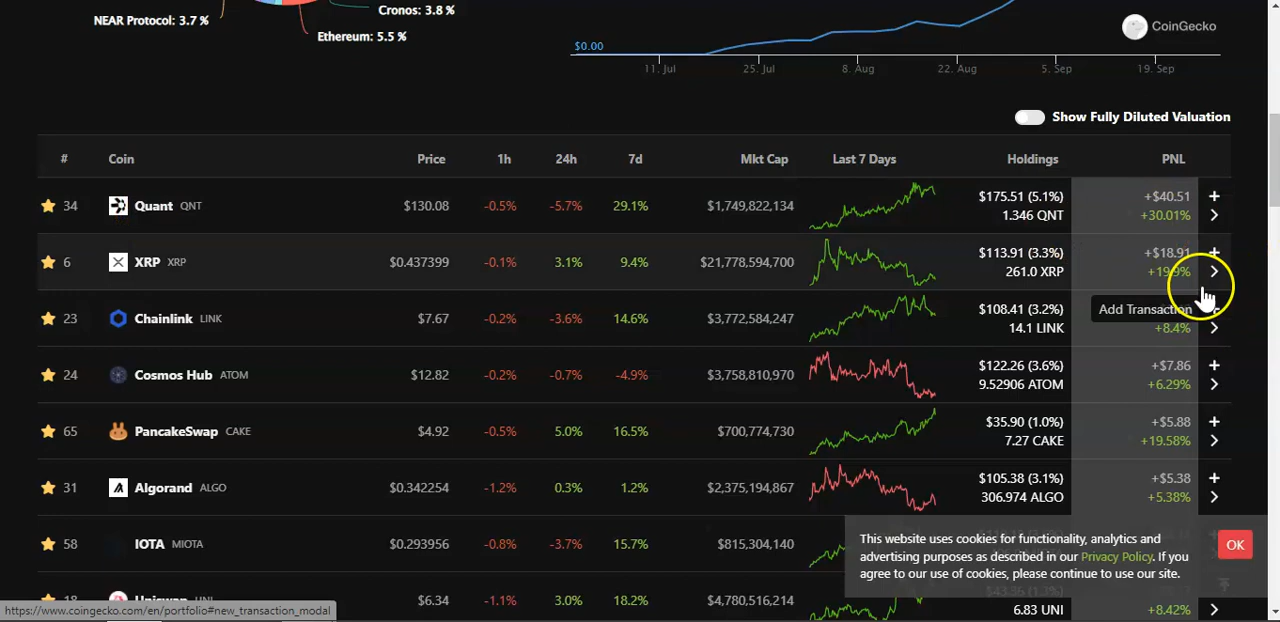 Cronos: 3.8 %
NEAR Protocol: 3.7 %
Ethereum: 5.5 %
CoinGecko
$0.00
11. Jul 25. Jul 8. Aug 22. Aug 5. Sep 19. Sep
Show Fully Diluted Valuation
# Coin Price 1h 24h 7d Mkt Cap Last 7 Days Holdings PNL
34 Quant QNT $130.08 -0.5% -5.7% 29.1% $1,749,822,134 $175.51 (5.1%) +$40.51
1.346 QNT +30.01%
6 XRP XRP $0.437399 -0.1% 3.1% 9.4% $21,778,594,700 $113.91 (3.3%) +$18.91
261.0 XRP +19.9%
23 Chainlink LINK $7.67 -0.2% -3.6% 14.6% $3,772,584,247 $108.41 (3.2%) Add Transaction
14.1 LINK +8.4%
24 Cosmos Hub ATOM $12.82 -0.2% -0.7% -4.9% $3,758,810,970 $122.26 (3.6%) +$7.86
9.52906 ATOM +6.29%
65 PancakeSwap CAKE $4.92 -0.5% 5.0% 16.5% $700,774,730 $35.90 (1.0%) +$5.88
7.27 CAKE +19.58%
31 Algorand ALGO $0.342254 -1.2% 0.3% 1.2% $2,375,194,867 $105.38 (3.1%) +$5.38
306.974 ALGO +5.38%
58 IOTA MIOTA $0.293956 -0.8% -3.7% 15.7% $815,304,140
This website uses cookies for functionality, analytics and
advertising purposes as described in our Privacy Policy. If you
agree to our use of cookies, please continue to use our site.
OK
18 Uniswap UNI $6.34 -1.1% 3.0% 18.2% $4,780,516,214
6.83 UNI +8.42%
https://www.coingecko.com/en/portfolio#new_transaction_modal